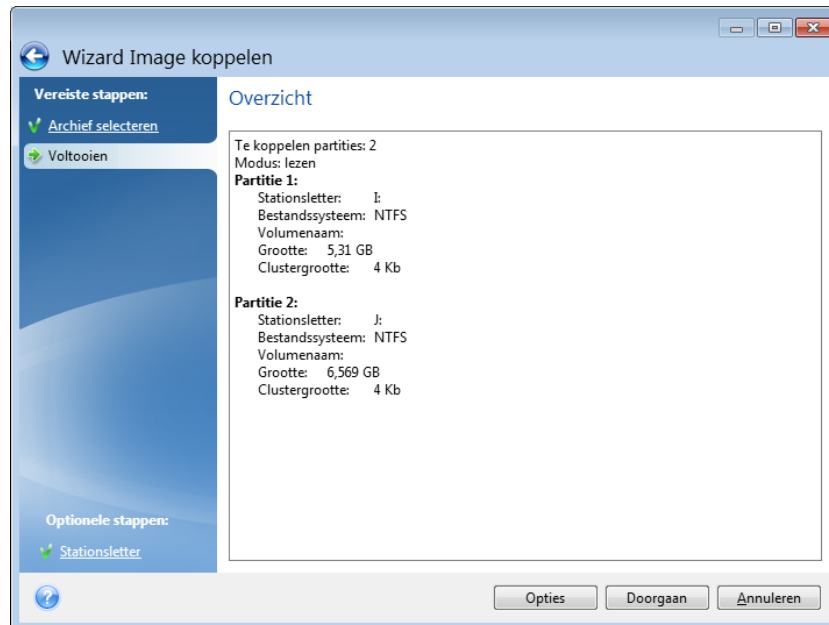 Wizard Image koppelen
Vereiste stappen:
Archief selecteren
Voltooien
Optionele stappen:
Stationsletter
Overzicht
Te koppelen partities: 2
Modus: lezen
Partitie 1:
Stationsletter: I:
Bestandssysteem: NTFS
Volumenaam:
Grootte: 5,31 GB
Clustergrootte: 4 Kb
Partitie 2:
Stationsletter: J:
Bestandssysteem: NTFS
Volumenaam:
Grootte: 6,569 GB
Clustergrootte: 4 Kb
?
Opties Doorgaan Annuleren